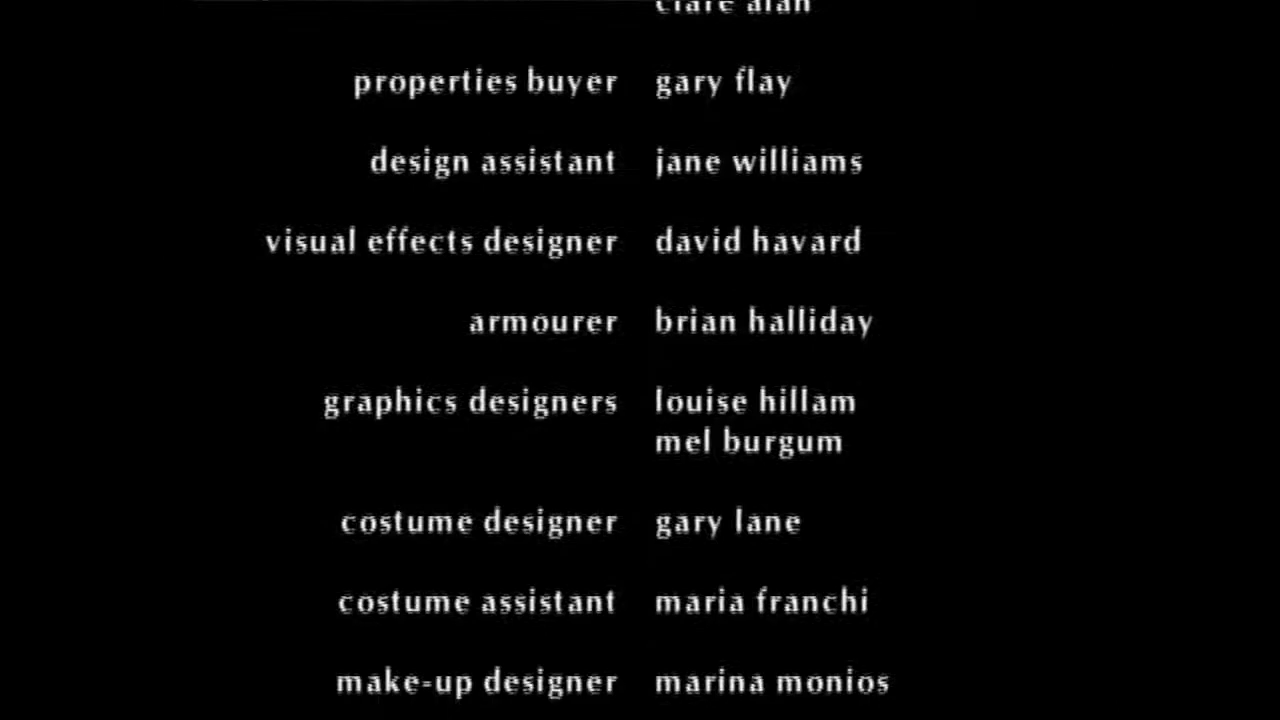 clare alan
properties buyer gary flay
design assistant jane williams
visual effects designer david havard
armourer brian halliday
graphics designers louise hillam
mel burgum
costume designer gary lane
costume assistant maria franchi
make-up designer marina monios